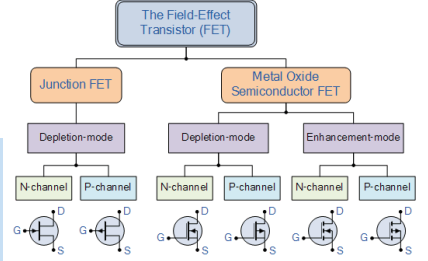 The Field-Effect
Transistor (FET)
Junction FET
Metal Oxide
Semiconductor FET
Depletion-mode
Depletion-mode
Enhancement-mode
N-channel
P-channel
N-channel
P-channel
N-channel
P-channel
D
D
D
D
D
D
G
G
G
G
G
G
S
S
S
S
S
S